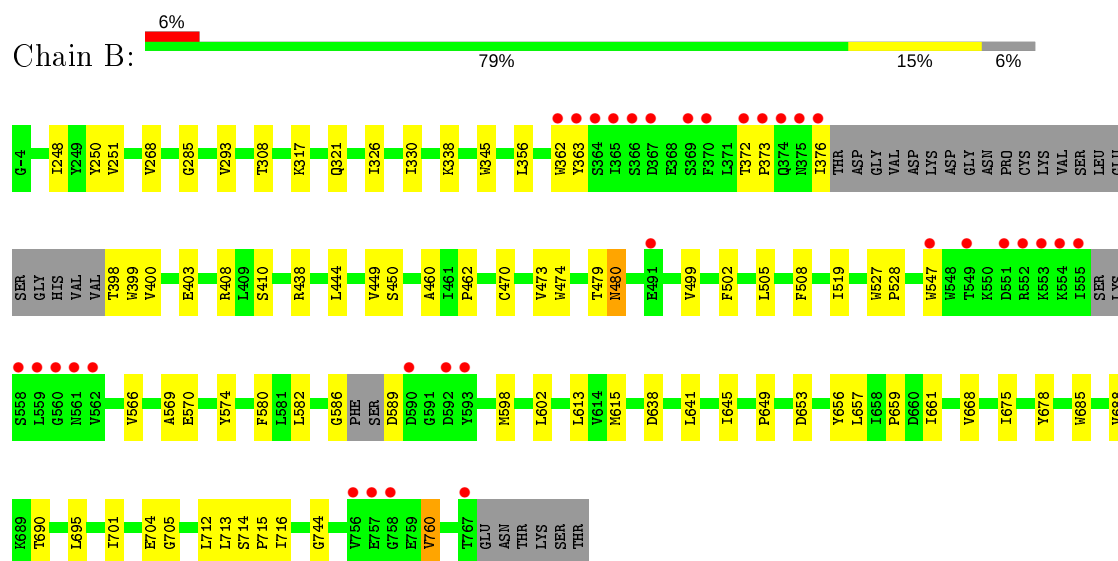 6%
Chain B:
79% 15% 6%
G-4 I248 Y249 Y250 V251 V268 G285 V293 T308 K317 Q321 I326 I330 K338 W345 L356 W362 Y363 S364 I365 S366 D367 E368 S369 F370 L371 T372 P373 Q374 N375 I376 THR ASP GLY VAL ASP LYS ASP GLY ASN PRO CYS LYS VAL SER LEU GLU
SER GLY HIS VAL VAL T398 W399 V400 E403 R408 L409 S410 R438 L444 V449 S450 A460 I461 P462 C470 V473 W474 T479 N480 E491 V499 F502 L505 F508 I519 W527 P528 W547 W548 T549 K550 D551 R552 K553 K554 I555 SER LYS
S558 L559 G560 N561 V562 V566 A569 E570 Y574 F580 L581 L582 G586 PHE SER D589 D590 G591 D592 Y593 M598 L602 L613 V614 M615 D638 L641 I645 P649 D653 Y656 L657 I658 P659 D660 I661 V668 I675 Y678 W685 V688
K689 T690 L695 I701 E704 G705 L712 L713 S714 P715 I716 G744 V756 E757 G758 E759 V760 T767 GLU ASN THR LYS SER THR